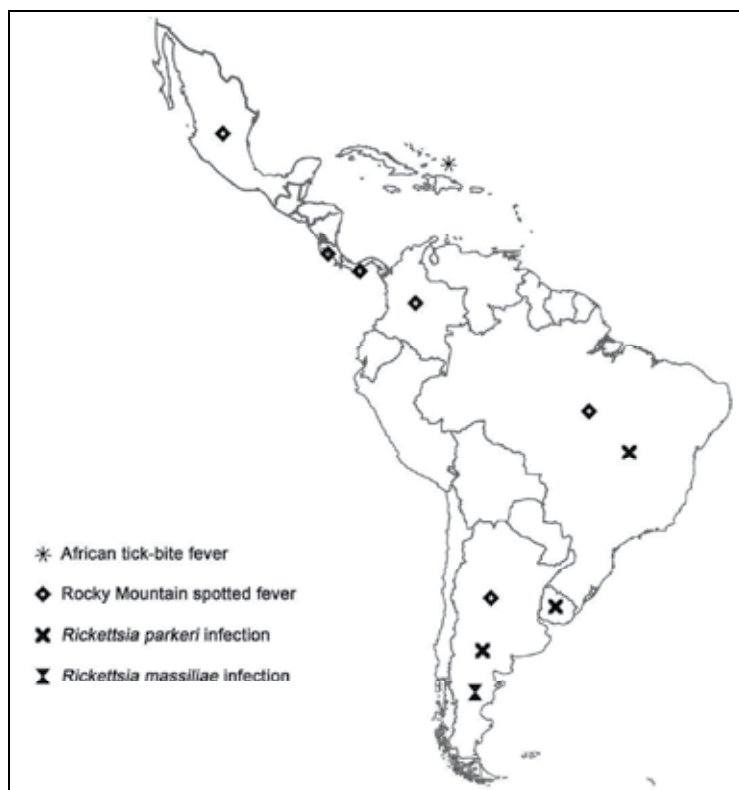 African tick-bite fever
Rocky Mountain spotted fever
Rickettsia parkeri infection
Rickettsia massiliae infection